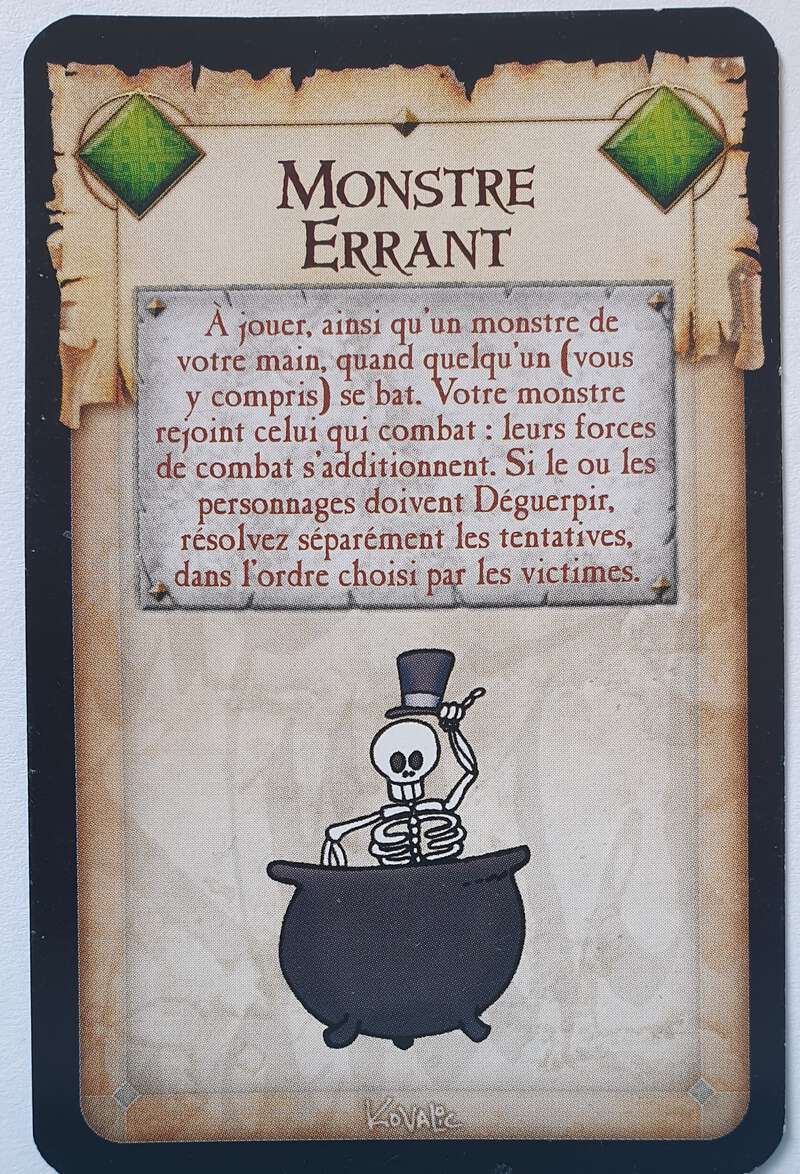 MONSTRE
ERRANT
À jouer, ainsi qu'un monstre de
votre main, quand quelqu'un (vous
y compris) se bat. Votre monstre
rejoint celui qui combat : leurs forces
de combat s'additionnent. Si le ou les
personnages doivent Déguerpir,
résolvez séparément les tentatives,
dans l'ordre choisi par les victimes.
KOVALIC